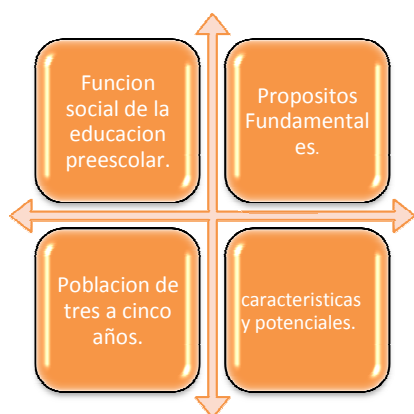 Funcion
social de la
educacion
preescolar.
Propositos
Fundamental
es.
Poblacion de
tres a cinco
años.
caracteristicas
y potenciales.